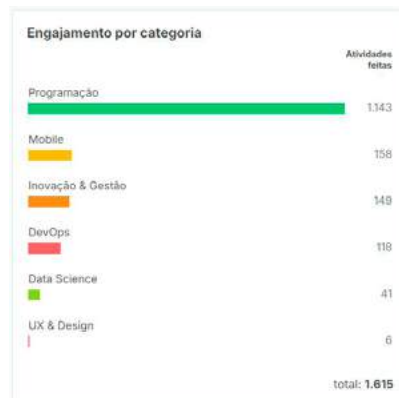 Engajamento por categoria
Atividades
feitas
Programação
1.143
Mobile
158
Inovação & Gestão
149
DevOps
118
Data Science
41
UX & Design
6
total: 1.615